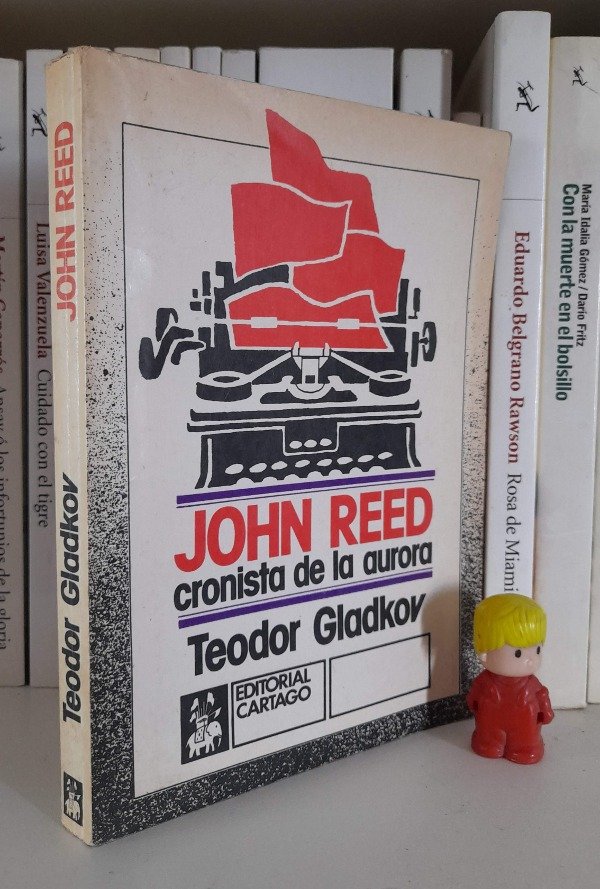 JOHN REED
cronista de la aurora
Teodor Gladkov
EDITORIAL
CARTAGO
JOHN REED
Teodor Gladkov
Luisa Valenzuela Cuidado con el tigre
Eduardo Belgrano Rawson Rosa de Miami
María Idalia Gómez / Darío Fritz
Con la muerte en el bolsillo